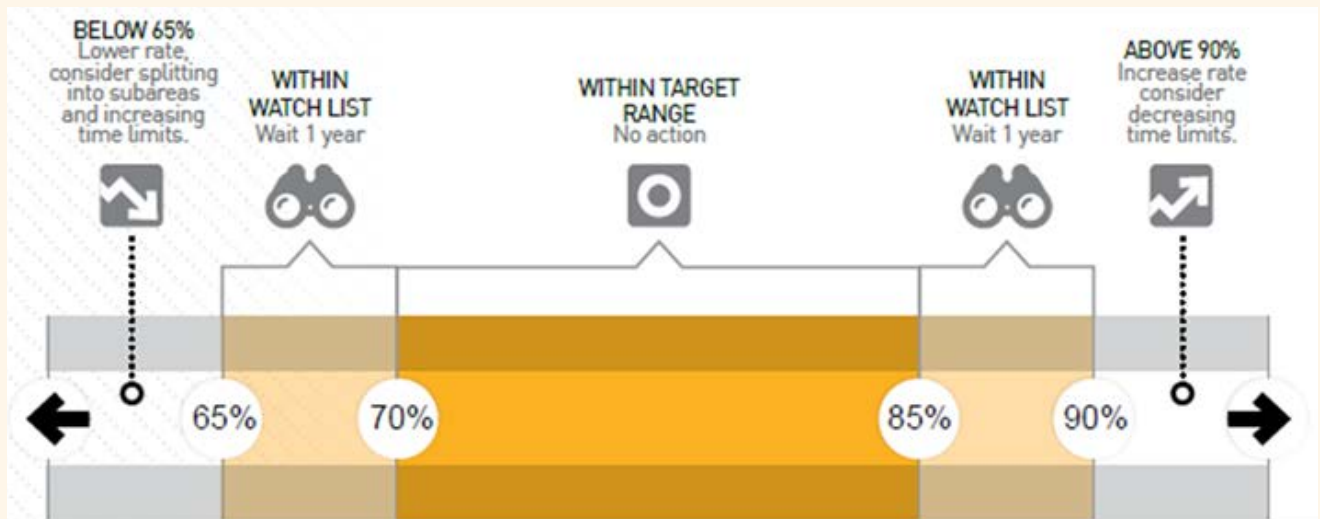 BELOW 65%
Lower rate,
consider splitting
into subareas
and increasing
time limits.
WITHIN
WATCH LIST
Wait 1 year
WITHIN TARGET
RANGE
No action
WITHIN
WATCH LIST
Wait 1 year
ABOVE 90%
Increase rate
consider
decreasing
time limits.
65%
70%
85%
90%